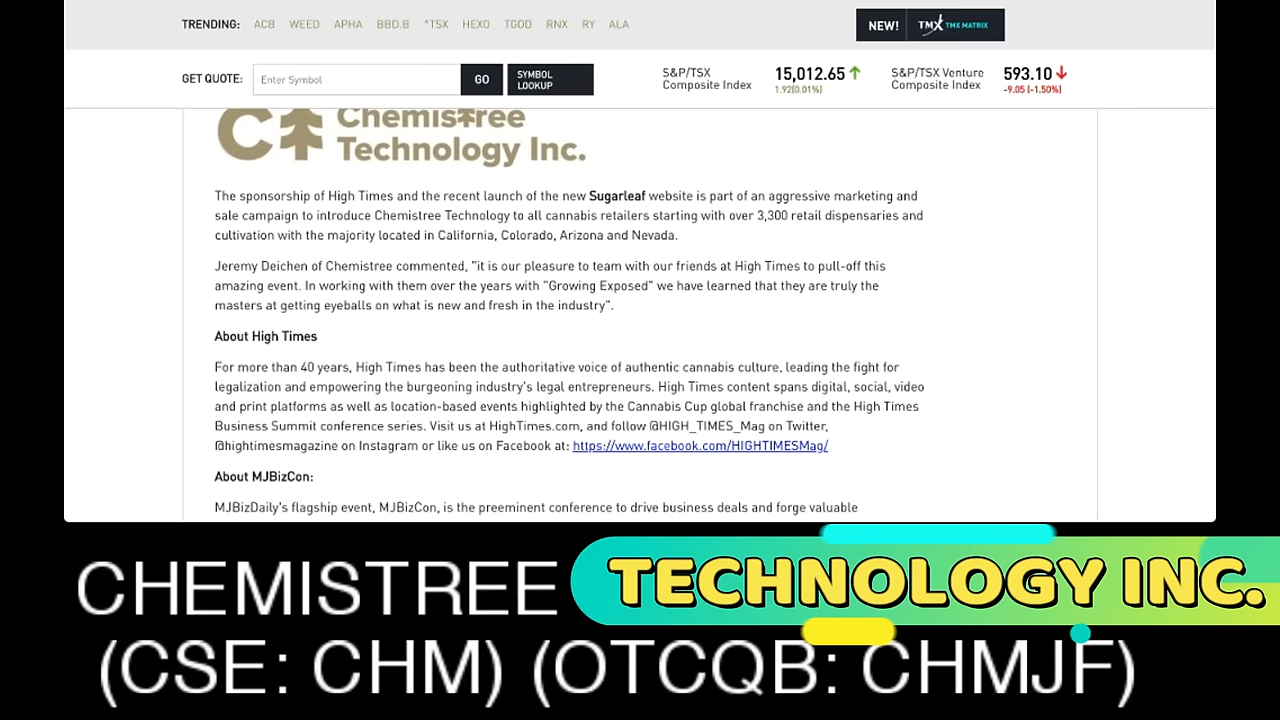 TRENDING: ACB WEED APHA BBD.B ^TSX HEXO TGOD RNX RY ALA NEW! TMX TMX MATRIX
GET QUOTE: Enter Symbol GO SYMBOL LOOKUP S&P/TSX Composite Index 15,012.65 1.92(0.01%) S&P/TSX Venture Composite Index 593.10 -9.05 (-1.50%)
CT Chemistree
Technology Inc.
The sponsorship of High Times and the recent launch of the new Sugarleaf website is part of an aggressive marketing and
sale campaign to introduce Chemistree Technology to all cannabis retailers starting with over 3,300 retail dispensaries and
cultivation with the majority located in California, Colorado, Arizona and Nevada.
Jeremy Deichen of Chemistree commented, "it is our pleasure to team with our friends at High Times to pull-off this
amazing event. In working with them over the years with "Growing Exposed" we have learned that they are truly the
masters at getting eyeballs on what is new and fresh in the industry".
About High Times
For more than 40 years, High Times has been the authoritative voice of authentic cannabis culture, leading the fight for
legalization and empowering the burgeoning industry's legal entrepreneurs. High Times content spans digital, social, video
and print platforms as well as location-based events highlighted by the Cannabis Cup global franchise and the High Times
Business Summit conference series. Visit us at HighTimes.com, and follow @HIGH_TIMES_Mag on Twitter,
@hightimesmagazine on Instagram or like us on Facebook at: https://www.facebook.com/HIGHTIMESMag/
About MJBizCon:
MJBizDaily's flagship event, MJBizCon, is the preeminent conference to drive business deals and forge valuable
CHEMISTREE TECHNOLOGY INC.
(CSE: CHM) (OTCQB: CHMJF)